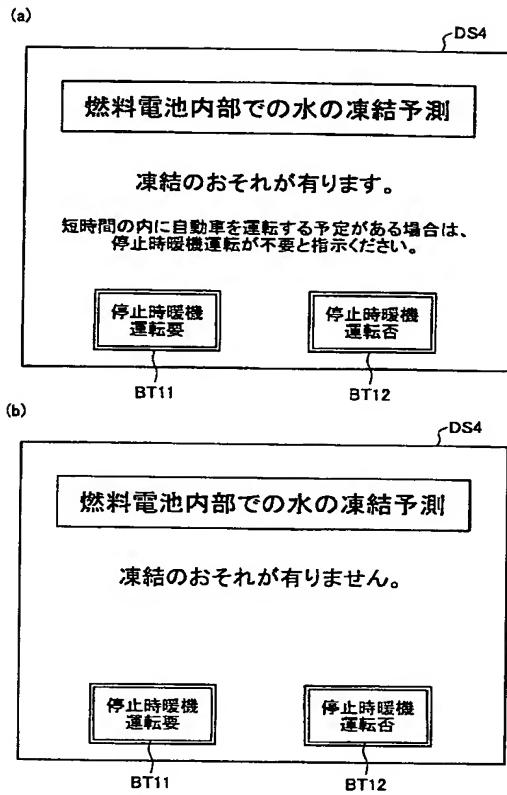 (a)
DS4
燃料電池内部での水の凍結予測
凍結のおそれが有ります。
短時間の内に自動車を運転する予定がある場合は、
停止時暖機運転が不要と指示ください。
停止時暖機
運転要
停止時暖機
運転否
BT11
BT12
(b)
DS4
燃料電池内部での水の凍結予測
凍結のおそれが有りません。
停止時暖機
運転要
停止時暖機
運転否
BT11
BT12